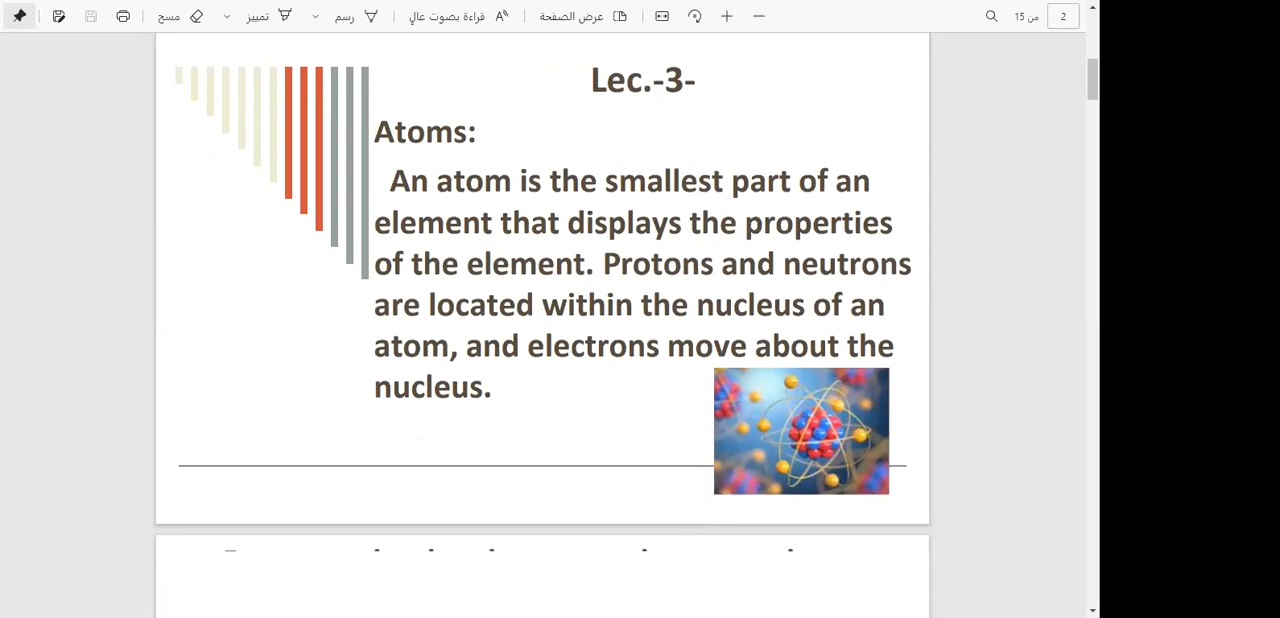 مسح
تمييز
رسم
قراءة بصوت عالٍ
عرض الصفحة
15 من
2
Lec.-3-
Atoms:
An atom is the smallest part of an
element that displays the properties
of the element. Protons and neutrons
are located within the nucleus of an
atom, and electrons move about the
nucleus.